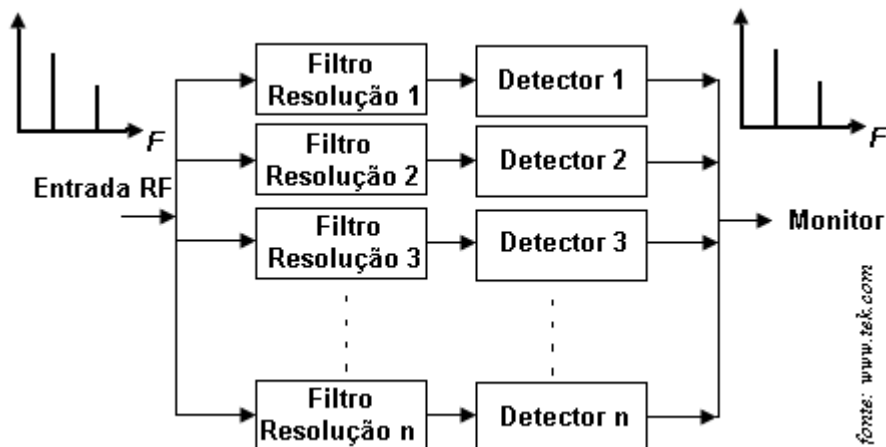 Filtro
Resolução 1
Detector 1
F
F
Filtro
Resolução 2
Detector 2
Entrada RF
Filtro
Resolução 3
Detector 3
Monitor
Filtro
Resolução n
Detector n
fonte: www.tek.com